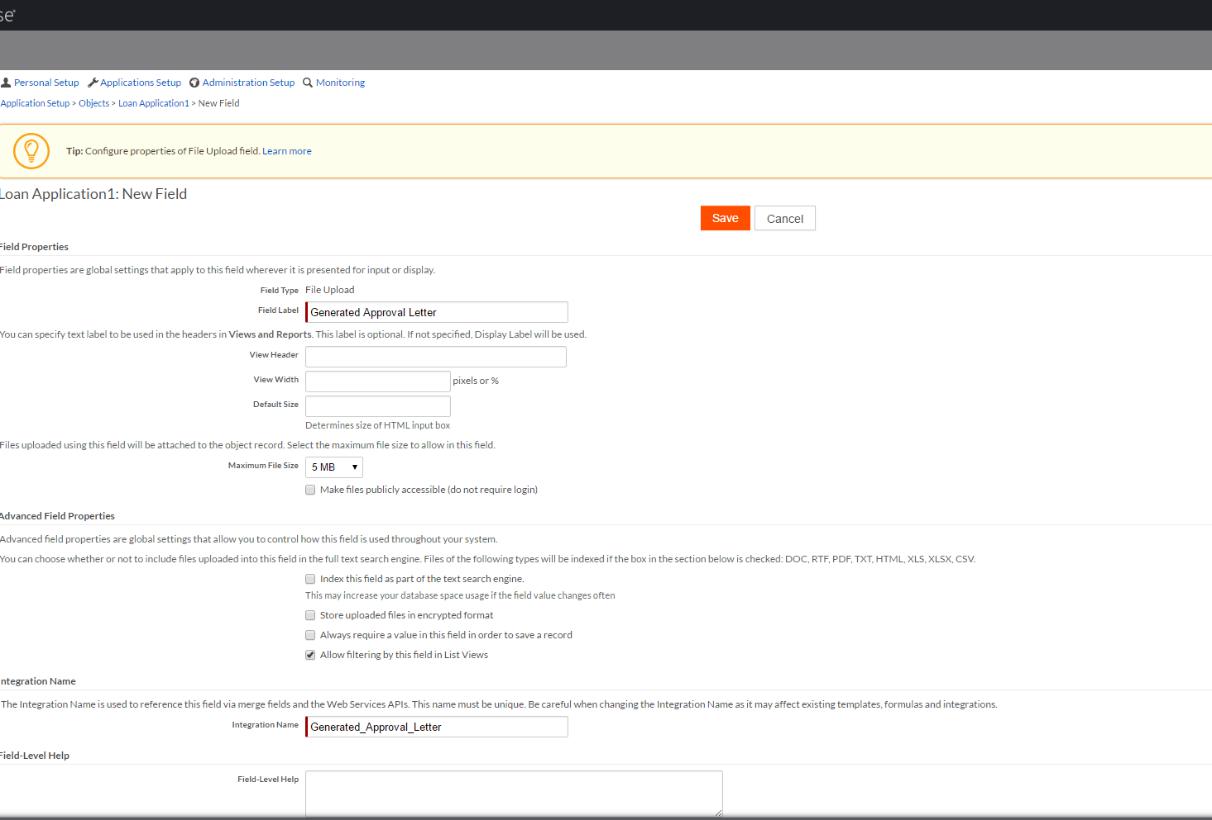 se
Personal Setup Applications Setup Administration Setup Monitoring
Application Setup > Objects > Loan Application1 > New Field
Tip: Configure properties of File Upload field. Learn more
Loan Application1: New Field
Save Cancel
Field Properties
Field properties are global settings that apply to this field wherever it is presented for input or display.
Field Type File Upload
Field Label Generated Approval Letter
You can specify text label to be used in the headers in Views and Reports. This label is optional. If not specified, Display Label will be used.
View Header
View Width pixels or %
Default Size
Determines size of HTML input box
Files uploaded using this field will be attached to the object record. Select the maximum file size to allow in this field.
Maximum File Size 5 MB
Make files publicly accessible (do not require login)
Advanced Field Properties
Advanced field properties are global settings that allow you to control how this field is used throughout your system.
You can choose whether or not to include files uploaded into this field in the full text search engine. Files of the following types will be indexed if the box in the section below is checked: DOC, RTF, PDF, TXT, HTML, XLS, XLSX, CSV.
Index this field as part of the text search engine.
This may increase your database space usage if the field value changes often
Store uploaded files in encrypted format
Always require a value in this field in order to save a record
Allow filtering by this field in List Views
Integration Name
The Integration Name is used to reference this field via merge fields and the Web Services APIs. This name must be unique. Be careful when changing the Integration Name as it may affect existing templates, formulas and integrations.
Integration Name Generated_Approval_Letter
Field-Level Help
Field-Level Help